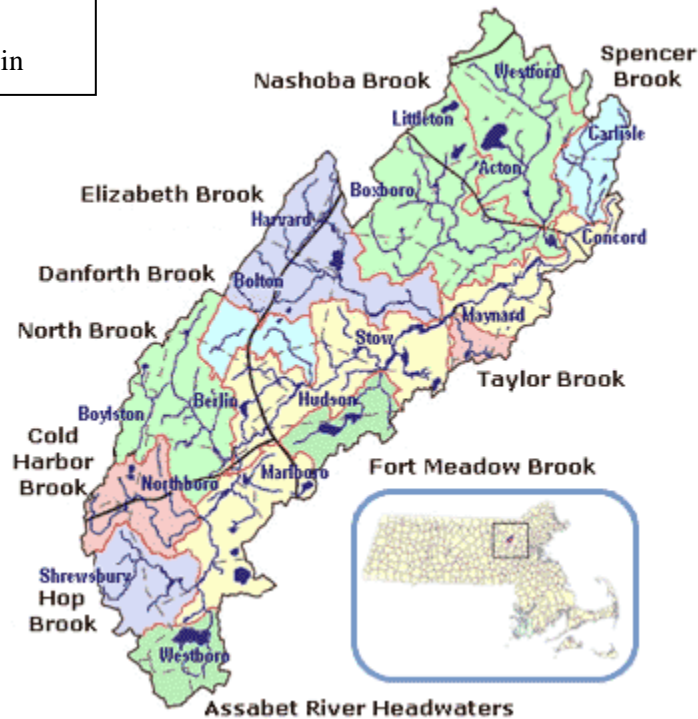 in
Spencer
Brook
Nashoba Brook
Westford
Littleton
Carlisle
Acton
Elizabeth Brook
Boxboro
Harvard
Concord
Danforth Brook
Bolton
North Brook
Maynard
Stow
Taylor Brook
Berlin
Hudson
Boylston
Cold
Harbor
Brook
Marlboro
Fort Meadow Brook
Northboro
Shrewsbury
Hop
Brook
Westboro
Assabet River Headwaters